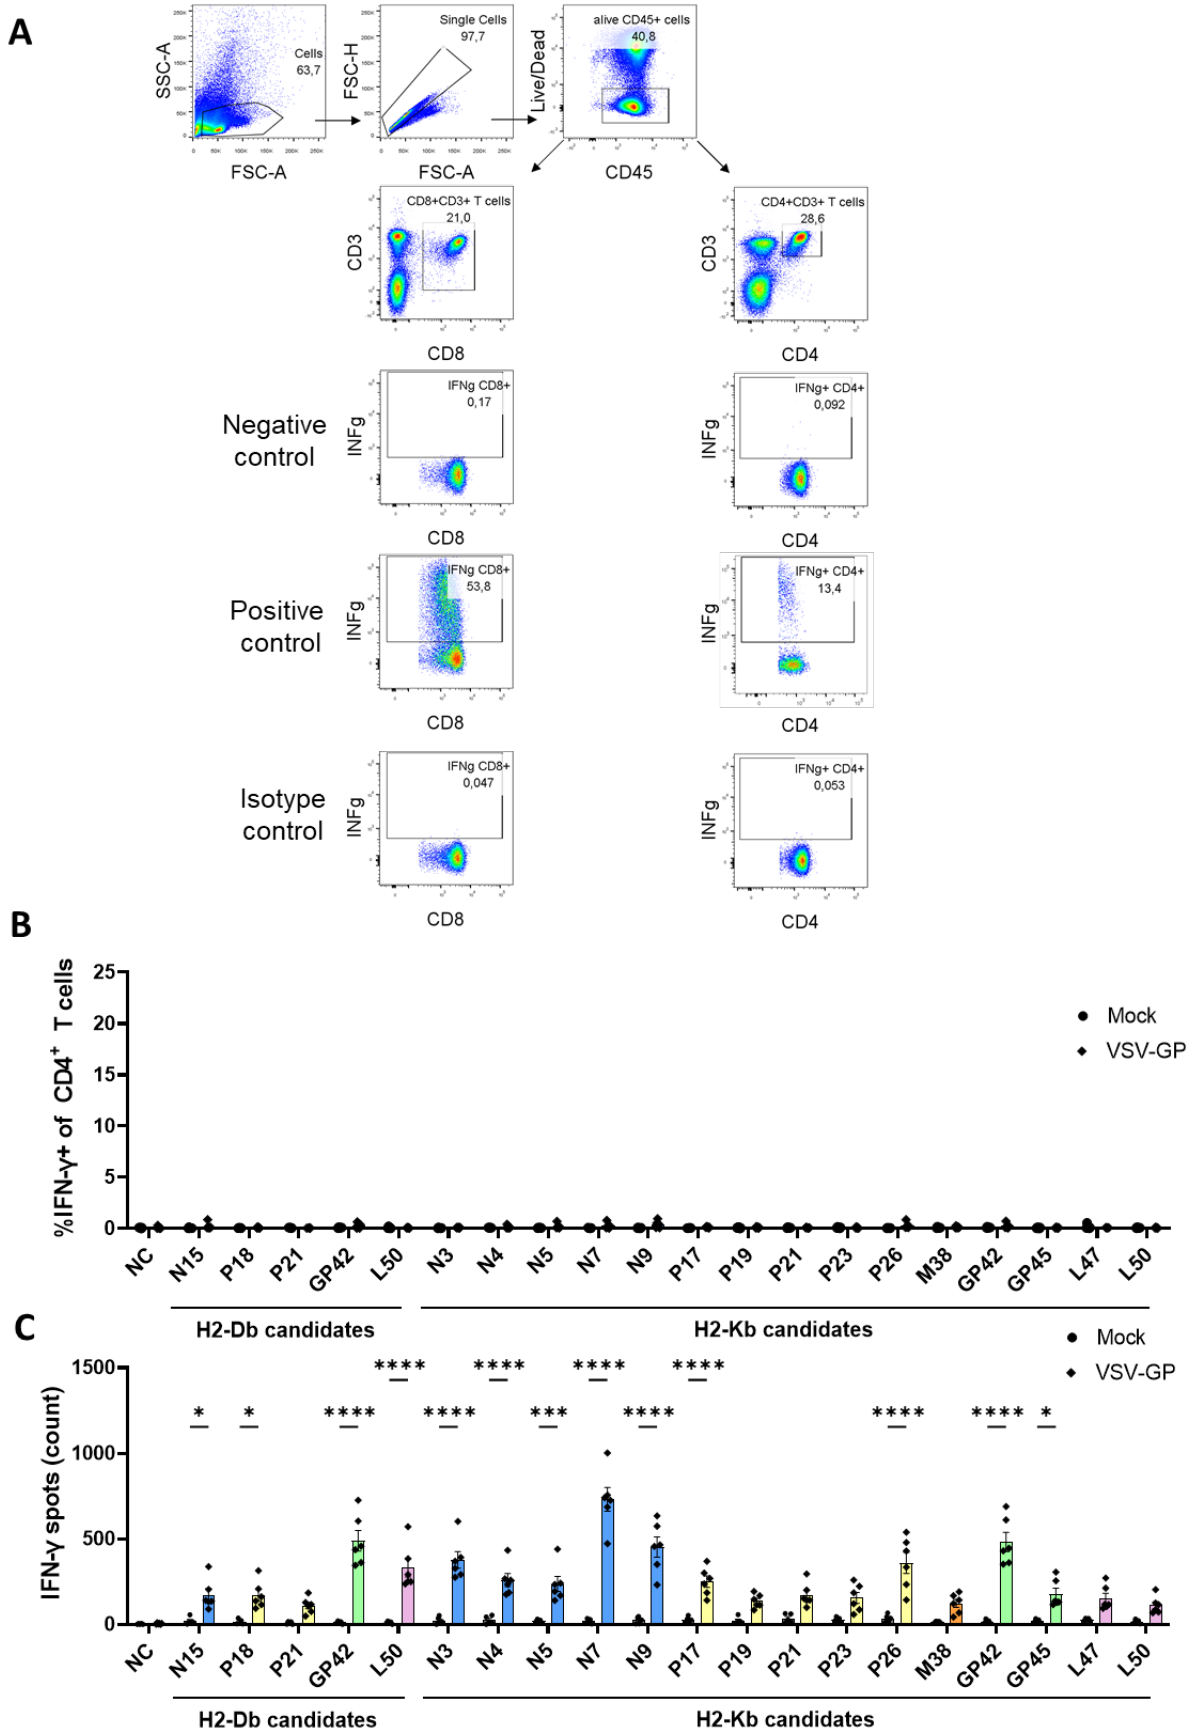 A
SSC-A
Cells
63,7
FSC-A
FSC-H
Single Cells
97,7
FSC-A
Live/Dead
alive CD45+ cells
40,8
CD45
CD3
CD8+CD3+ T cells
21,0
CD8
CD3
CD4+CD3+ T cells
28,6
CD4
Negative
control
INFg
IFNg CD8+
0,17
CD8
INFg
IFNg+ CD4+
0,092
CD4
Positive
control
INFg
IFNg CD8+
53,8
CD8
INFg
IFNg+ CD4+
13,4
CD4
Isotype
control
INFg
IFNg CD8+
0,047
CD8
INFg
IFNg+ CD4+
0,053
CD4
B
%IFN-γ+ of CD4+ T cells
25
20
15
10
5
0
Mock
VSV-GP
NC N15 P18 P21 GP42 L50 N3 N4 N5 N7 N9 P17 P19 P21 P23 P26 M38 GP42 GP45 L47 L50
H2-Db candidates H2-Kb candidates
C
IFN-γ spots (count)
1500
1000
500
0
Mock
VSV-GP
**** **** **** ****
* * **** **** *** **** **** **** *
NC N15 P18 P21 GP42 L50 N3 N4 N5 N7 N9 P17 P19 P21 P23 P26 M38 GP42 GP45 L47 L50
H2-Db candidates H2-Kb candidates